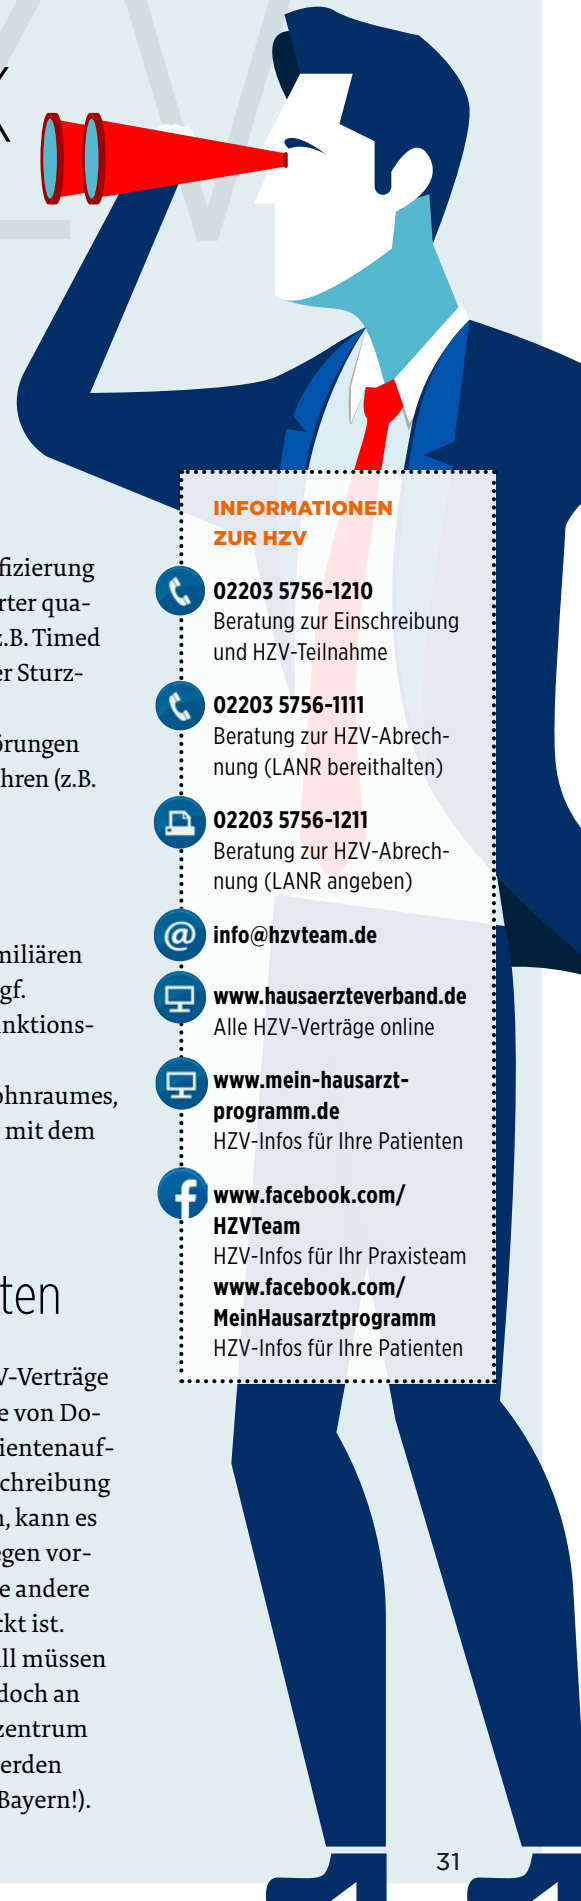 fizierung
rter qua-
z.B. Timed
er Sturz-
örungen
hren (z.B.
miliären
gf.
nktions-
ohnraumes,
mit dem
ten
V-Verträge
e von Do-
ientenauf-
chreibung
n, kann es
egen vor-
e andere
ckt ist.
ll müssen
doch an
zentrum
erden
Bayern!).
INFORMATIONEN
ZUR HZV
02203 5756-1210
Beratung zur Einschreibung
und HZV-Teilnahme
02203 5756-1111
Beratung zur HZV-Abrech-
nung (LANR bereithalten)
02203 5756-1211
Beratung zur HZV-Abrech-
nung (LANR angeben)
@ info@hzvteam.de
www.hausaerzteverband.de
Alle HZV-Verträge online
www.mein-hausarzt-
programm.de
HZV-Infos für Ihre Patienten
f www.facebook.com/
HZVTeam
HZV-Infos für Ihr Praxisteam
www.facebook.com/
MeinHausarztprogramm
HZV-Infos für Ihre Patienten
31